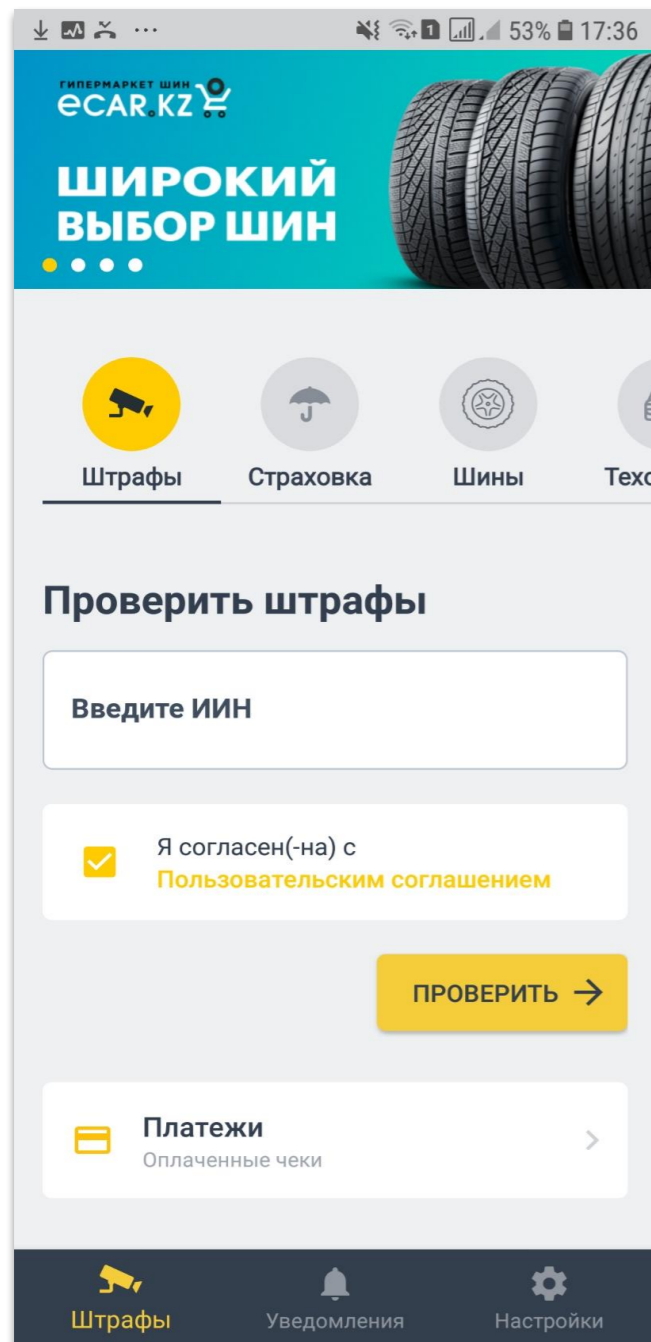 53% 17:36
ГИПЕРМАРКЕТ ШИН
eCAR.KZ
ШИРОКИЙ
ВЫБОР ШИН
Штрафы Страховка Шины Техо
Проверить штрафы
Введите ИИН
Я согласен(-на) с
Пользовательским соглашением
ПРОВЕРИТЬ
Платежи
Оплаченные чеки
Штрафы Уведомления Настройки